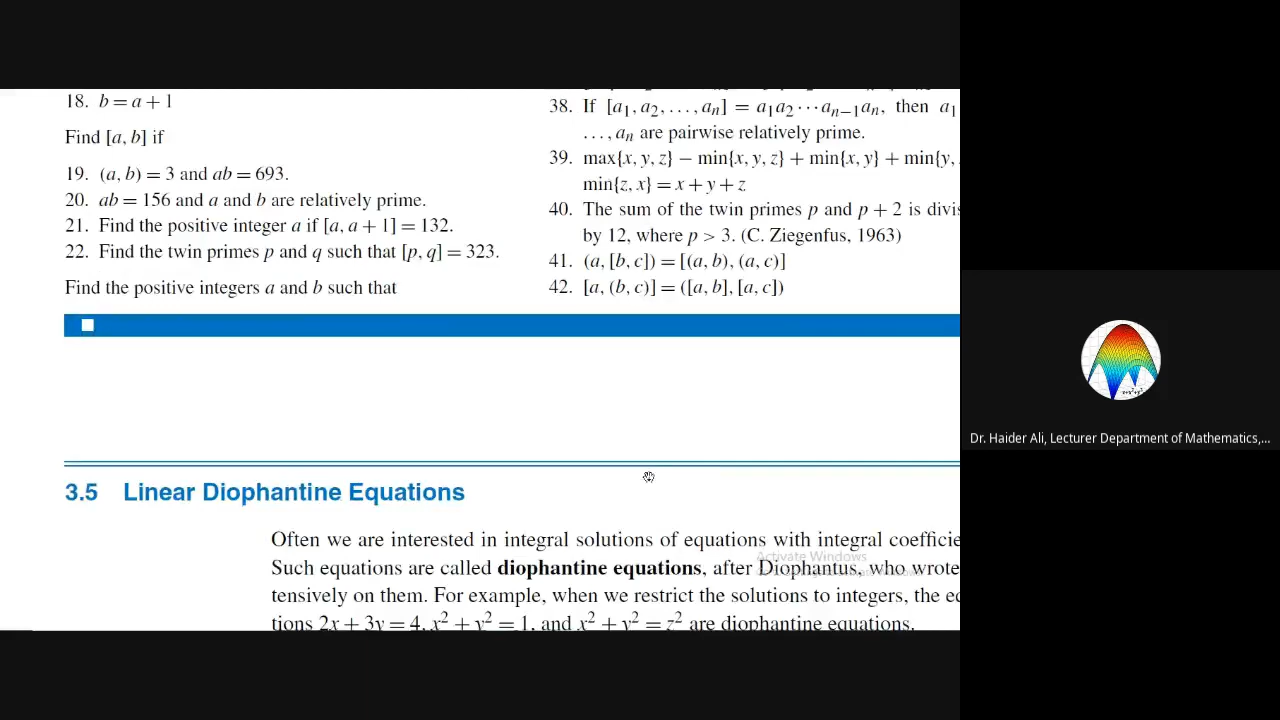 18. b = a + 1
Find [a, b] if
19. (a, b) = 3 and ab = 693.
20. ab = 156 and a and b are relatively prime.
21. Find the positive integer a if [a, a + 1] = 132.
22. Find the twin primes p and q such that [p, q] = 323.
Find the positive integers a and b such that
38. If [a₁, a₂, . . . , aₙ] = a₁a₂ · · · aₙ₋₁aₙ, then a₁
. . . , aₙ are pairwise relatively prime.
39. max{x, y, z} − min{x, y, z} + min{x, y} + min{y,
min{z, x} = x + y + z
40. The sum of the twin primes p and p + 2 is divis
by 12, where p > 3. (C. Ziegenfus, 1963)
41. (a, [b, c]) = [(a, b), (a, c)]
42. [a, (b, c)] = ([a, b], [a, c])
3.5 Linear Diophantine Equations
Often we are interested in integral solutions of equations with integral coefficie
Such equations are called diophantine equations, after Diophantus, who wrote
tensively on them. For example, when we restrict the solutions to integers, the eq
tions 2x + 3y = 4, x² + y² = 1, and x² + y² = z² are diophantine equations.
Activate Windows
Dr. Haider Ali, Lecturer Department of Mathematics,...